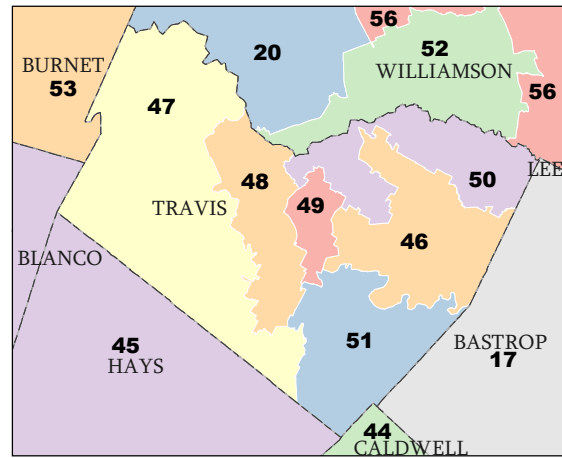 56
20
52
BURNET
WILLIAMSON
53
47
56
LEE
48
50
TRAVIS
49
46
BLANCO
45
51
BASTROP
HAYS
17
44
CALDWELL